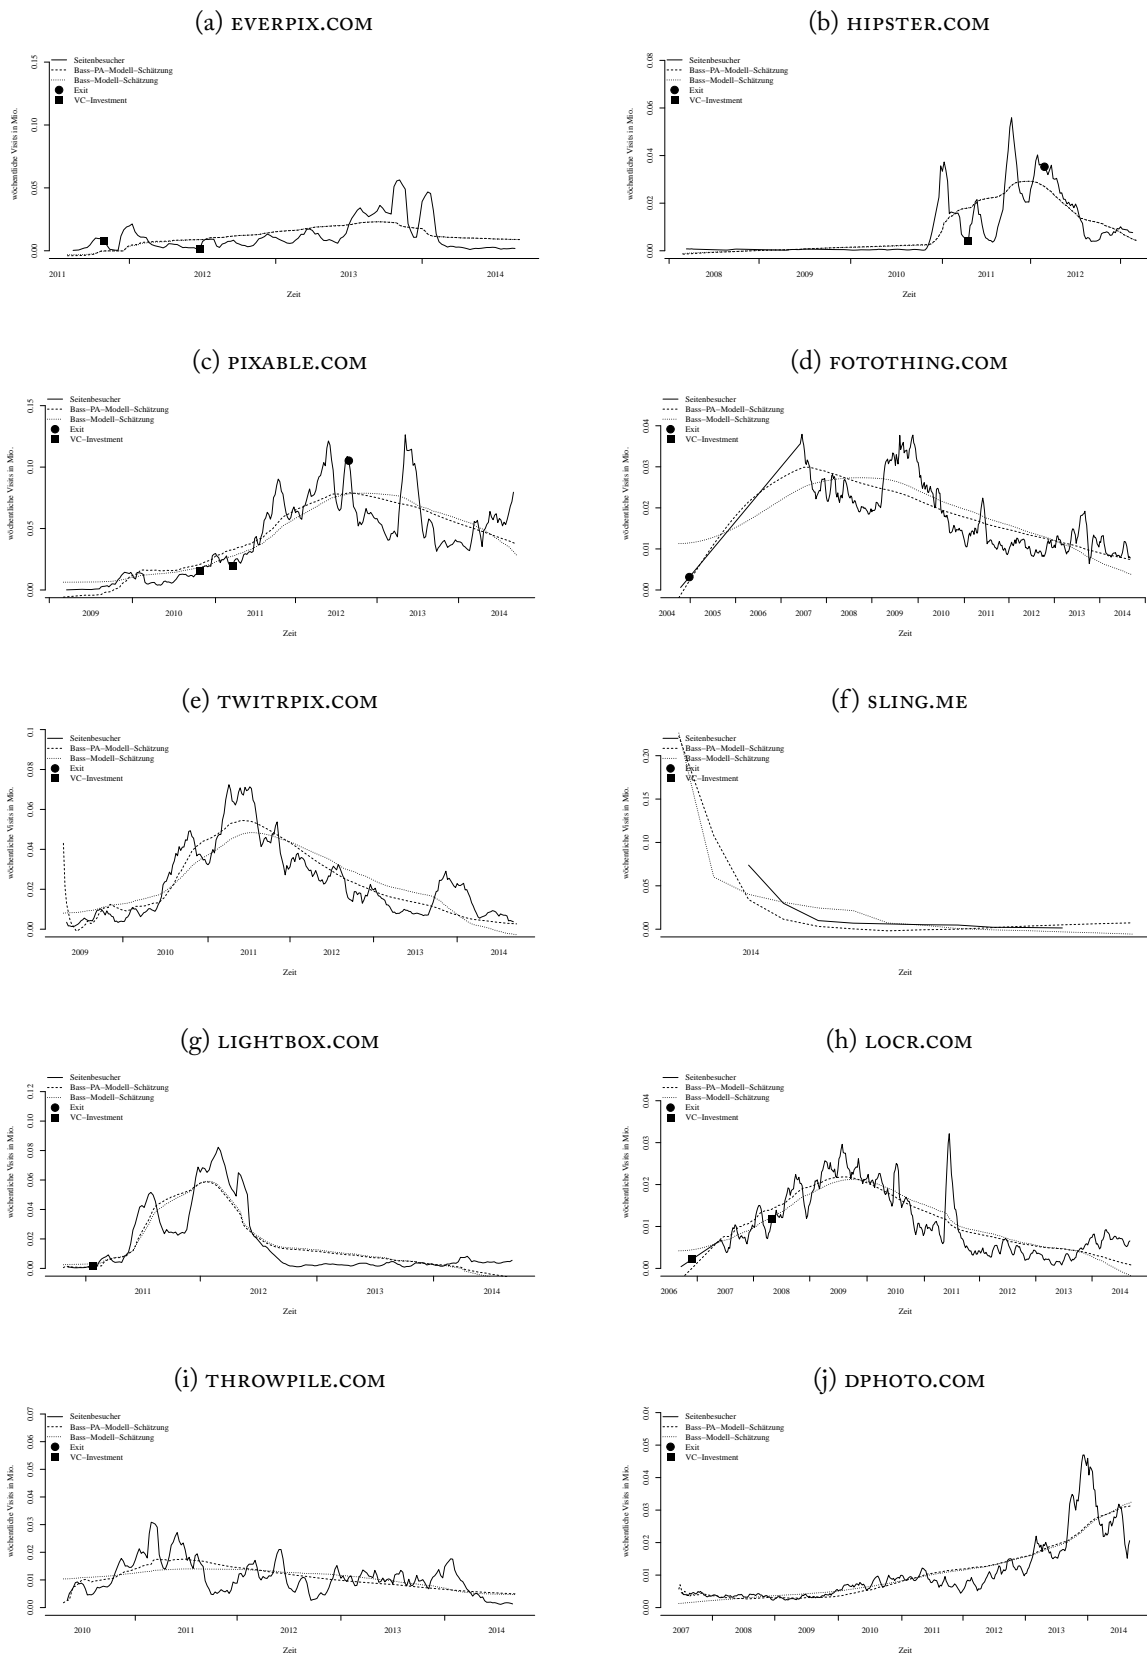 (a) EVERPIX.COM
Seitenbesucher
Bass−PA−Modell−Schätzung
Bass−Modell−Schätzung
Exit
VC−Investment
wöchentliche Visits in Mio.
0.00 0.05 0.10 0.15
2011 2012 2013 2014
Zeit
(b) HIPSTER.COM
Seitenbesucher
Bass−PA−Modell−Schätzung
Bass−Modell−Schätzung
Exit
VC−Investment
wöchentliche Visits in Mio.
0.00 0.02 0.04 0.06 0.08
2008 2009 2010 2011 2012
Zeit
(c) PIXABLE.COM
Seitenbesucher
Bass−PA−Modell−Schätzung
Bass−Modell−Schätzung
Exit
VC−Investment
wöchentliche Visits in Mio.
0.00 0.05 0.10 0.15
2009 2010 2011 2012 2013 2014
Zeit
(d) FOTOTHING.COM
Seitenbesucher
Bass−PA−Modell−Schätzung
Bass−Modell−Schätzung
Exit
VC−Investment
wöchentliche Visits in Mio.
0.00 0.01 0.02 0.03 0.04
2004 2005 2006 2007 2008 2009 2010 2011 2012 2013 2014
Zeit
(e) TWITRPIX.COM
Seitenbesucher
Bass−PA−Modell−Schätzung
Bass−Modell−Schätzung
Exit
VC−Investment
wöchentliche Visits in Mio.
0.00 0.02 0.04 0.06 0.08 0.1
2009 2010 2011 2012 2013 2014
Zeit
(f) SLING.ME
Seitenbesucher
Bass−PA−Modell−Schätzung
Bass−Modell−Schätzung
Exit
VC−Investment
wöchentliche Visits in Mio.
0.00 0.05 0.10 0.15 0.20
2014
Zeit
(g) LIGHTBOX.COM
Seitenbesucher
Bass−PA−Modell−Schätzung
Bass−Modell−Schätzung
Exit
VC−Investment
wöchentliche Visits in Mio.
0.00 0.02 0.04 0.06 0.08 0.10 0.12
2011 2012 2013 2014
Zeit
(h) LOCR.COM
Seitenbesucher
Bass−PA−Modell−Schätzung
Bass−Modell−Schätzung
Exit
VC−Investment
wöchentliche Visits in Mio.
0.00 0.01 0.02 0.03 0.04
2006 2007 2008 2009 2010 2011 2012 2013 2014
Zeit
(i) THROWPILE.COM
Seitenbesucher
Bass−PA−Modell−Schätzung
Bass−Modell−Schätzung
Exit
VC−Investment
wöchentliche Visits in Mio.
0.00 0.01 0.02 0.03 0.04 0.05 0.06 0.07
2010 2011 2012 2013 2014
Zeit
(j) DPHOTO.COM
Seitenbesucher
Bass−PA−Modell−Schätzung
Bass−Modell−Schätzung
Exit
VC−Investment
wöchentliche Visits in Mio.
0.00 0.01 0.02 0.03 0.04 0.05
2007 2008 2009 2010 2011 2012 2013 2014
Zeit